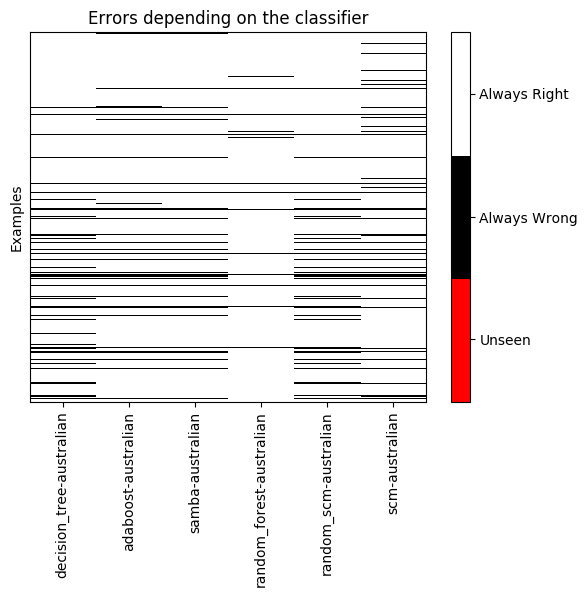 Errors depending on the classifier
Examples
Always Right
Always Wrong
Unseen
decision_tree-australian
adaboost-australian
samba-australian
random_forest-australian
random_scm-australian
scm-australian